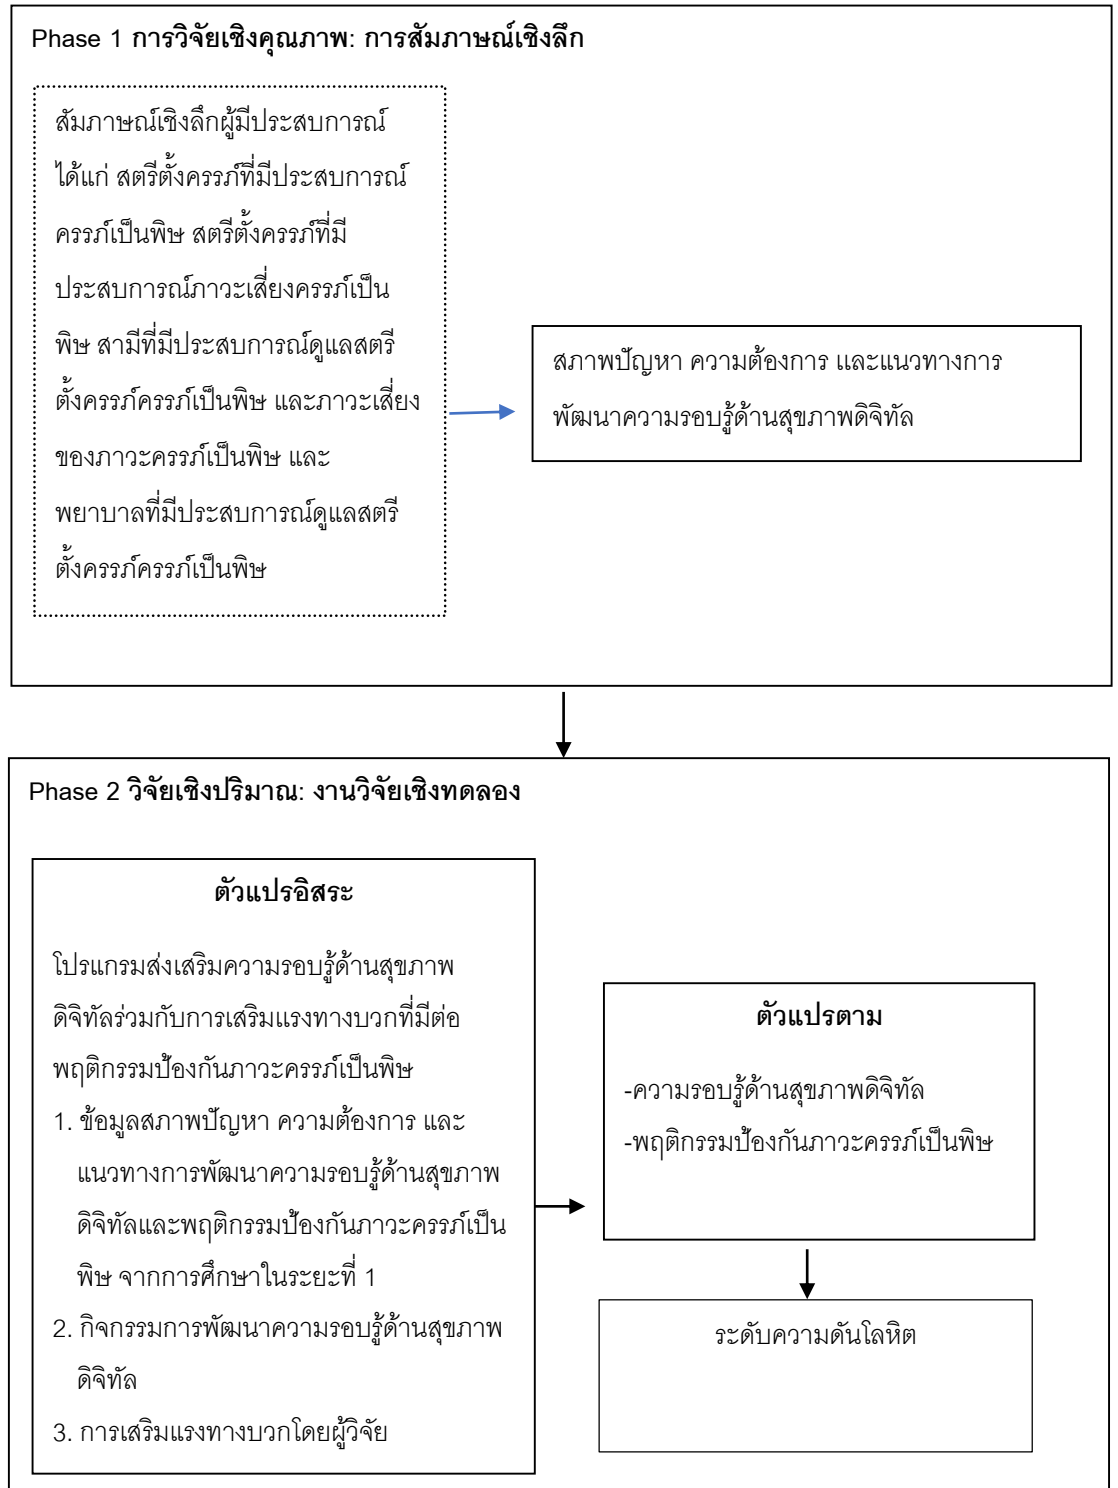 Phase 1 การวิจัยเชิงคุณภาพ: การสัมภาษณ์เชิงลึก
สัมภาษณ์เชิงลึกผู้มีประสบการณ์
ได้แก่ สตรีตั้งครรภ์ที่มีประสบการณ์
ครรภ์เป็นพิษ สตรีตั้งครรภ์ที่มี
ประสบการณ์ภาวะเสี่ยงครรภ์เป็น
พิษ สามีที่มีประสบการณ์ดูแลสตรี
ตั้งครรภ์ครรภ์เป็นพิษ และภาวะเสี่ยง
ของภาวะครรภ์เป็นพิษ และ
พยาบาลที่มีประสบการณ์ดูแลสตรี
ตั้งครรภ์ครรภ์เป็นพิษ
สภาพปัญหา ความต้องการ และแนวทางการ
พัฒนาความรอบรู้ด้านสุขภาพดิจิทัล
Phase 2 วิจัยเชิงปริมาณ: งานวิจัยเชิงทดลอง
ตัวแปรอิสระ
โปรแกรมส่งเสริมความรอบรู้ด้านสุขภาพ
ดิจิทัลร่วมกับการเสริมแรงทางบวกที่มีต่อ
พฤติกรรมป้องกันภาวะครรภ์เป็นพิษ
1. ข้อมูลสภาพปัญหา ความต้องการ และ
แนวทางการพัฒนาความรอบรู้ด้านสุขภาพ
ดิจิทัลและพฤติกรรมป้องกันภาวะครรภ์เป็น
พิษ จากการศึกษาในระยะที่ 1
2. กิจกรรมการพัฒนาความรอบรู้ด้านสุขภาพ
ดิจิทัล
3. การเสริมแรงทางบวกโดยผู้วิจัย
ตัวแปรตาม
-ความรอบรู้ด้านสุขภาพดิจิทัล
-พฤติกรรมป้องกันภาวะครรภ์เป็นพิษ
ระดับความดันโลหิต